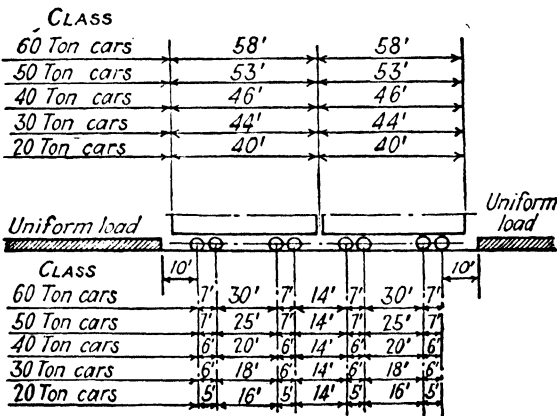 CLASS
60 Ton cars 58' 58'
50 Ton cars 53' 53'
40 Ton cars 46' 46'
30 Ton cars 44' 44'
20 Ton cars 40' 40'
Uniform load
Uniform
load
CLASS 10' 10'
60 Ton cars 7' 30' 7' 14' 7' 30' 7'
50 Ton cars 7' 25' 7' 14' 7' 25' 7'
40 Ton cars 6' 20' 6' 14' 6' 20' 6'
30 Ton cars 6' 18' 6' 14' 6' 18' 6'
20 Ton cars 5' 16' 5' 14' 5' 16' 5'